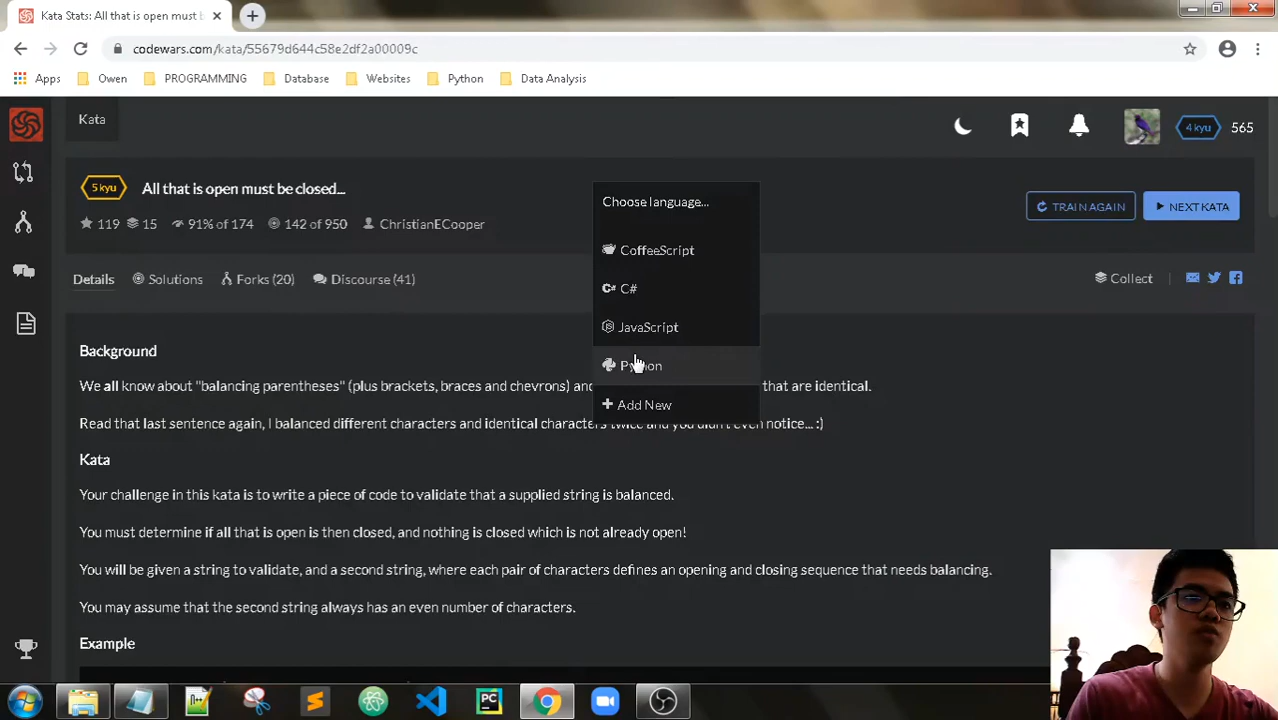 Kata Stats: All that is open must b
codewars.com/kata/55679d644c58e2df2a00009c
Apps Owen PROGRAMMING Database Websites Python Data Analysis
Kata
4 kyu 565
5 kyu All that is open must be closed...
Choose language...
TRAIN AGAIN NEXT KATA
119 15 91% of 174 142 of 950 ChristianECooper
CoffeeScript
Details Solutions Forks (20) Discourse (41) Collect
C#
JavaScript
Background
Python
We all know about "balancing parentheses" (plus brackets, braces and chevrons) and that are identical.
Add New
Read that last sentence again, I balanced different characters and identical characters twice and you didn't even notice... :)
Kata
Your challenge in this kata is to write a piece of code to validate that a supplied string is balanced.
You must determine if all that is open is then closed, and nothing is closed which is not already open!
You will be given a string to validate, and a second string, where each pair of characters defines an opening and closing sequence that needs balancing.
You may assume that the second string always has an even number of characters.
Example
PC